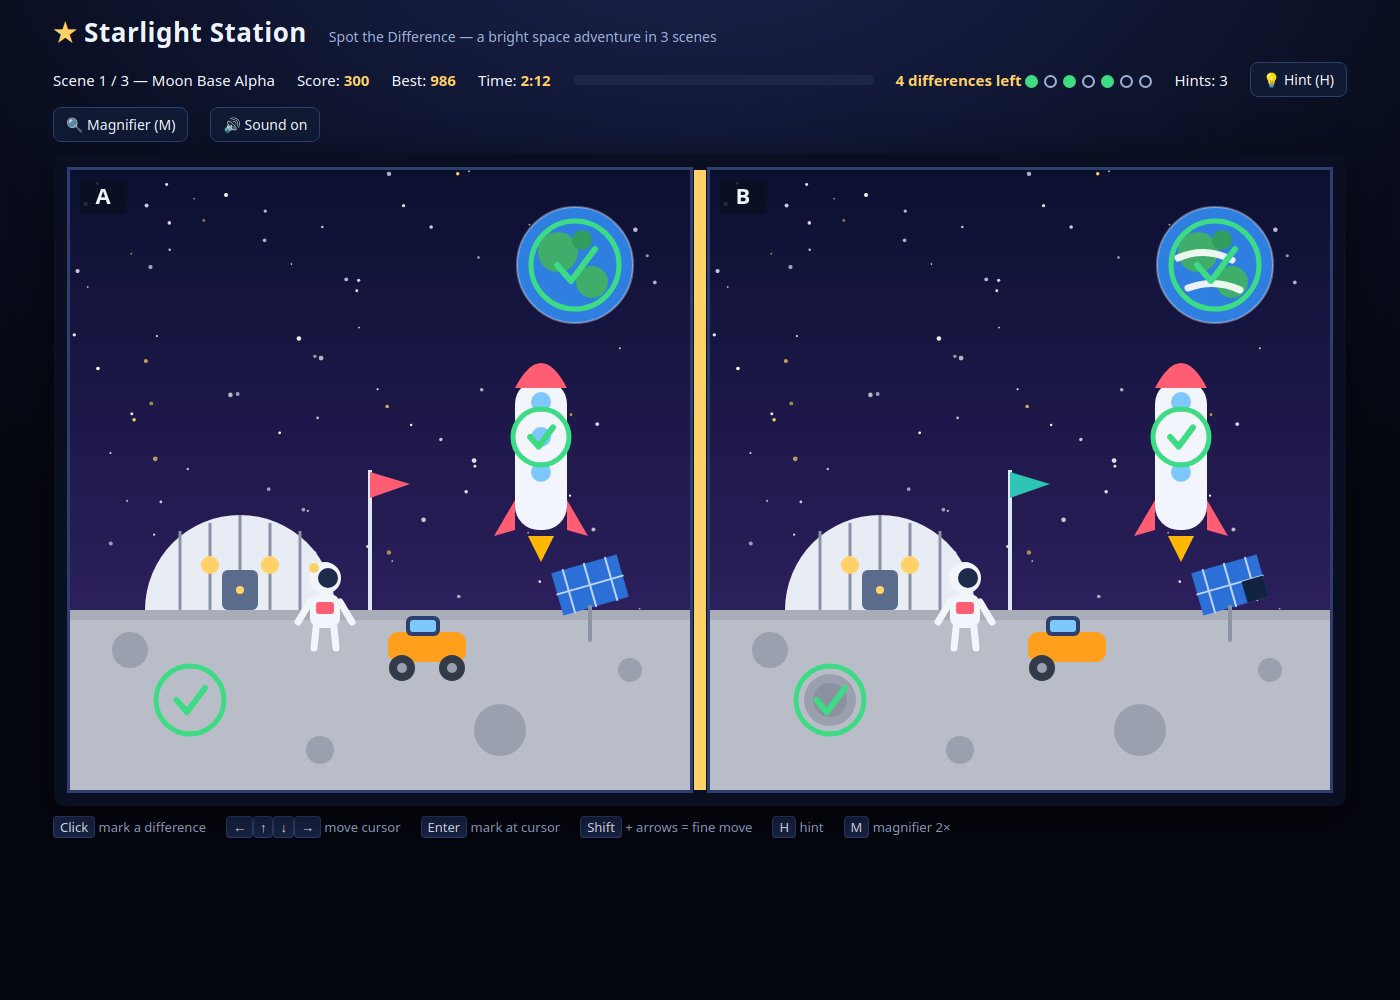 ★ Starlight Station Spot the Difference — a bright space adventure in 3 scenes
Scene 1 / 3 — Moon Base Alpha Score: 300 Best: 986 Time: 2:12 4 differences left Hints: 3 💡 Hint (H)
🔍 Magnifier (M) 🔊 Sound on
A B
Click mark a difference ← ↑ ↓ → move cursor Enter mark at cursor Shift + arrows = fine move H hint M magnifier 2×